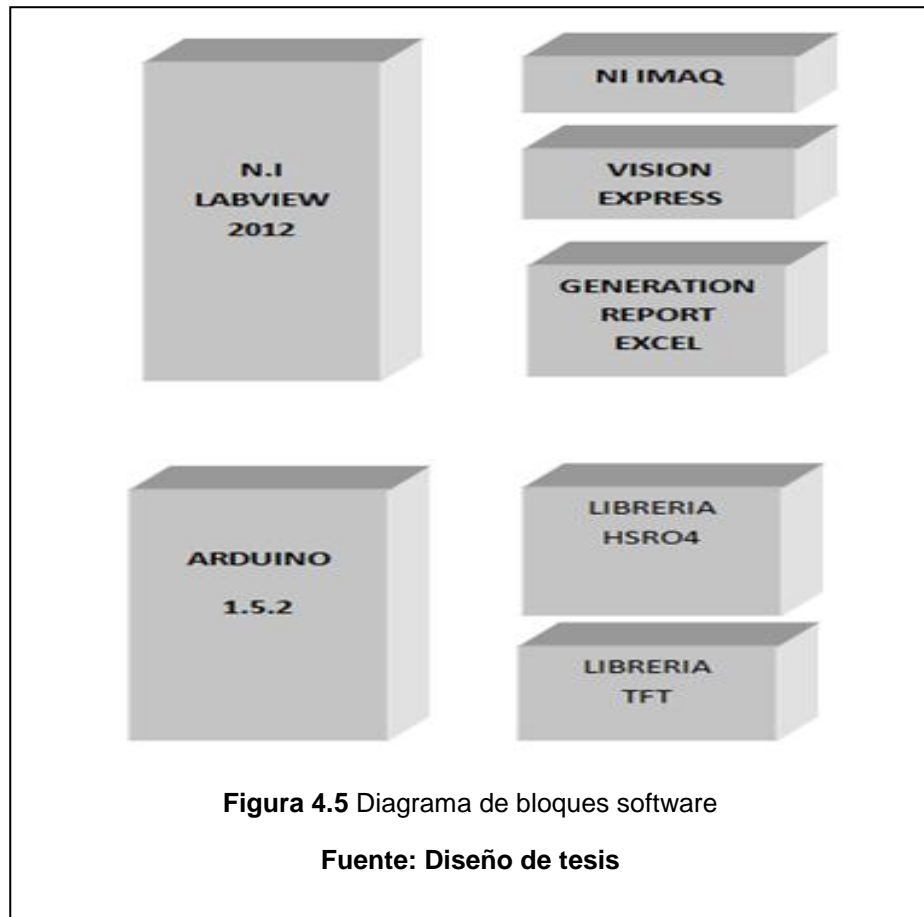 N.I
LABVIEW
2012
NI IMAQ
VISION
EXPRESS
GENERATION
REPORT
EXCEL
ARDUINO
1.5.2
LIBRERIA
HSRO4
LIBRERIA
TFT
Figura 4.5 Diagrama de bloques software
Fuente: Diseño de tesis